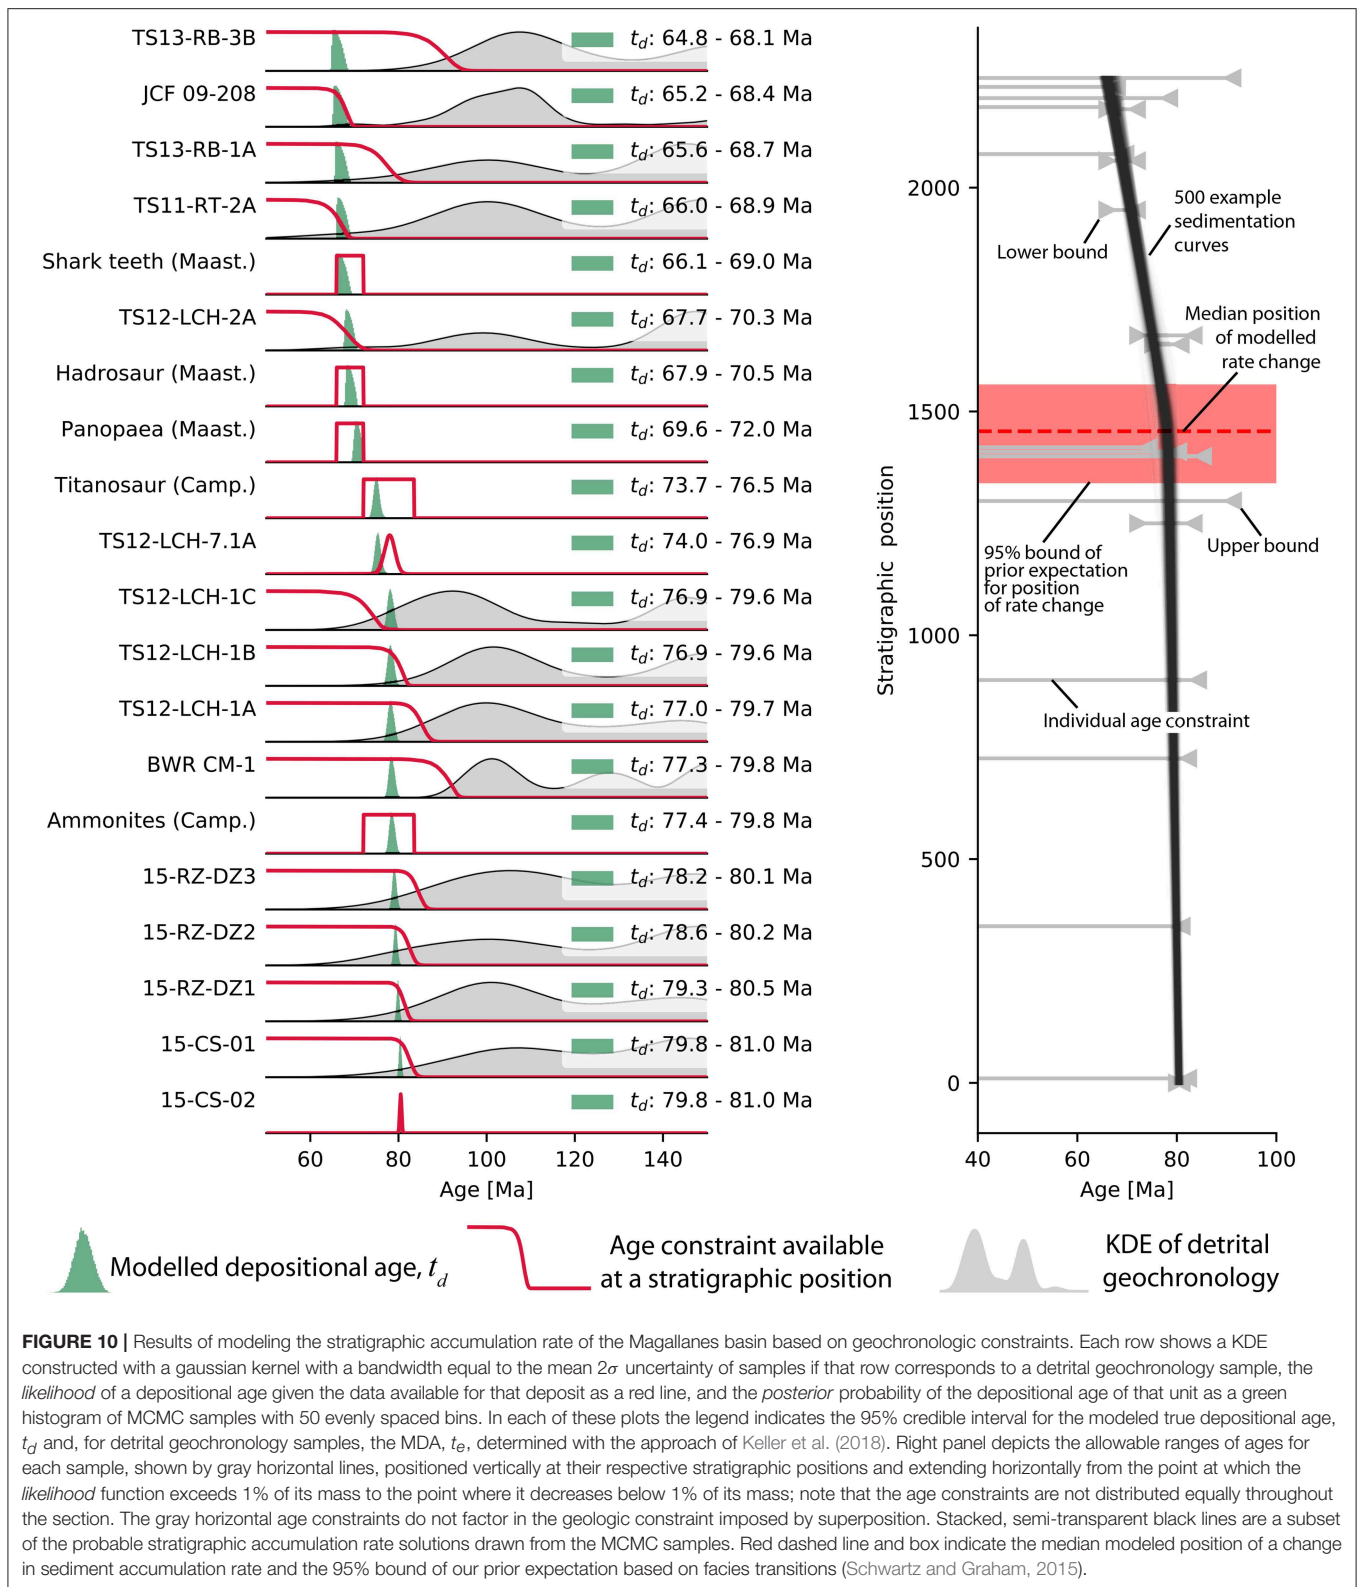 TS13-RB-3B
t_d: 64.8 - 68.1 Ma
JCF 09-208
t_d: 65.2 - 68.4 Ma
TS13-RB-1A
t_d: 65.6 - 68.7 Ma
TS11-RT-2A
t_d: 66.0 - 68.9 Ma
Shark teeth (Maast.)
t_d: 66.1 - 69.0 Ma
TS12-LCH-2A
t_d: 67.7 - 70.3 Ma
Hadrosaur (Maast.)
t_d: 67.9 - 70.5 Ma
Panopaea (Maast.)
t_d: 69.6 - 72.0 Ma
Titanosaur (Camp.)
t_d: 73.7 - 76.5 Ma
TS12-LCH-7.1A
t_d: 74.0 - 76.9 Ma
TS12-LCH-1C
t_d: 76.9 - 79.6 Ma
TS12-LCH-1B
t_d: 76.9 - 79.6 Ma
TS12-LCH-1A
t_d: 77.0 - 79.7 Ma
BWR CM-1
t_d: 77.3 - 79.8 Ma
Ammonites (Camp.)
t_d: 77.4 - 79.8 Ma
15-RZ-DZ3
t_d: 78.2 - 80.1 Ma
15-RZ-DZ2
t_d: 78.6 - 80.2 Ma
15-RZ-DZ1
t_d: 79.3 - 80.5 Ma
15-CS-01
t_d: 79.8 - 81.0 Ma
15-CS-02
t_d: 79.8 - 81.0 Ma
60 80 100 120 140
Age [Ma]
Stratigraphic position
2000
1500
1000
500
0
500 example
sedimentation
curves
Lower bound
Median position
of modelled
rate change
95% bound of
prior expectation
for position
of rate change
Upper bound
Individual age constraint
40 60 80 100
Age [Ma]
Modelled depositional age, t_d
Age constraint available
at a stratigraphic position
KDE of detrital
geochronology
FIGURE 10 | Results of modeling the stratigraphic accumulation rate of the Magallanes basin based on geochronologic constraints. Each row shows a KDE
constructed with a gaussian kernel with a bandwidth equal to the mean 2σ uncertainty of samples if that row corresponds to a detrital geochronology sample, the
likelihood of a depositional age given the data available for that deposit as a red line, and the posterior probability of the depositional age of that unit as a green
histogram of MCMC samples with 50 evenly spaced bins. In each of these plots the legend indicates the 95% credible interval for the modeled true depositional age,
t_d and, for detrital geochronology samples, the MDA, t_e, determined with the approach of Keller et al. (2018). Right panel depicts the allowable ranges of ages for
each sample, shown by gray horizontal lines, positioned vertically at their respective stratigraphic positions and extending horizontally from the point at which the
likelihood function exceeds 1% of its mass to the point where it decreases below 1% of its mass; note that the age constraints are not distributed equally throughout
the section. The gray horizontal age constraints do not factor in the geologic constraint imposed by superposition. Stacked, semi-transparent black lines are a subset
of the probable stratigraphic accumulation rate solutions drawn from the MCMC samples. Red dashed line and box indicate the median modeled position of a change
in sediment accumulation rate and the 95% bound of our prior expectation based on facies transitions (Schwartz and Graham, 2015).